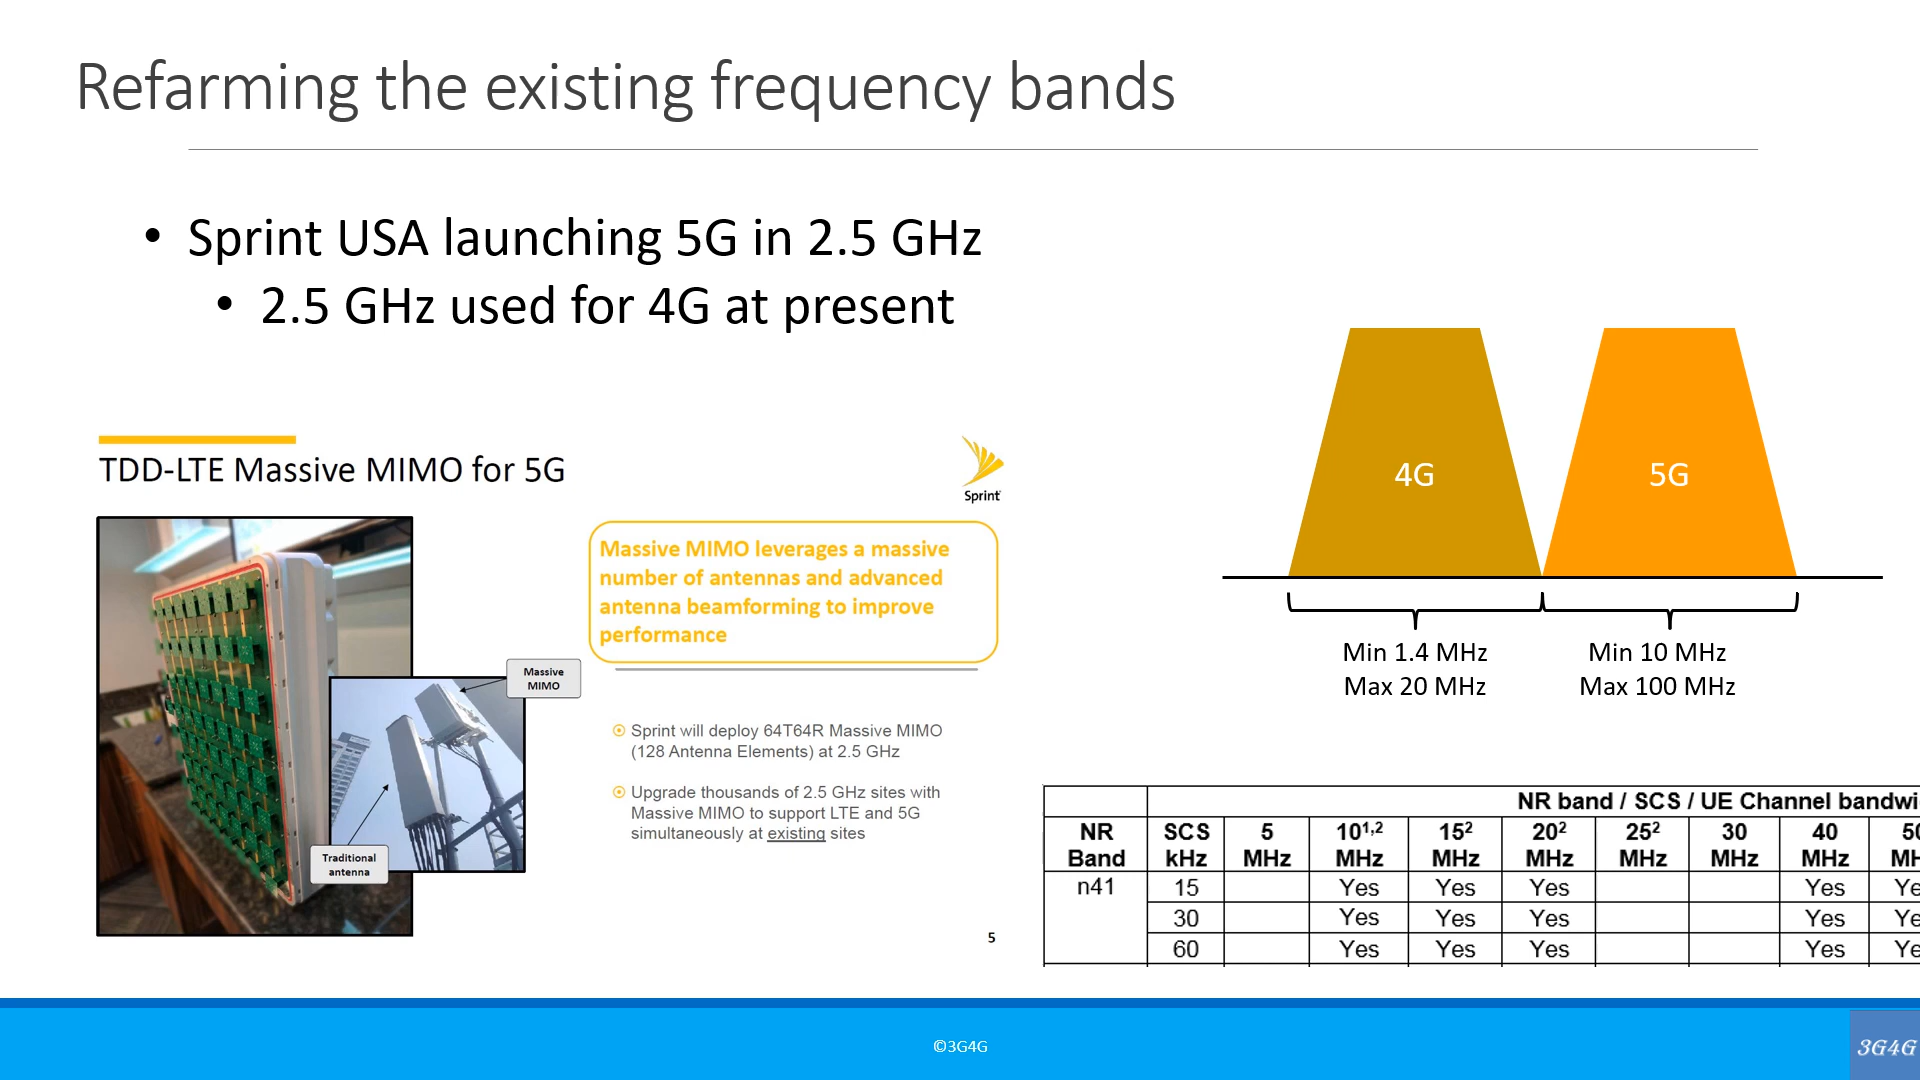 Refarming the existing frequency bands
• Sprint USA launching 5G in 2.5 GHz
• 2.5 GHz used for 4G at present
TDD-LTE Massive MIMO for 5G
Sprint
Massive MIMO leverages a massive
number of antennas and advanced
antenna beamforming to improve
performance
Massive
MIMO
Traditional
antenna
Sprint will deploy 64T64R Massive MIMO
(128 Antenna Elements) at 2.5 GHz
Upgrade thousands of 2.5 GHz sites with
Massive MIMO to support LTE and 5G
simultaneously at existing sites
5
4G 5G
Min 1.4 MHz Min 10 MHz
Max 20 MHz Max 100 MHz
NR band / SCS / UE Channel bandwi
NR SCS 5 10¹,² 15² 20² 25² 30 40 50
Band kHz MHz MHz MHz MHz MHz MHz MHz MH
n41 15 Yes Yes Yes Yes Ye
30 Yes Yes Yes Yes Ye
60 Yes Yes Yes Yes Ye
©3G4G
3G4G